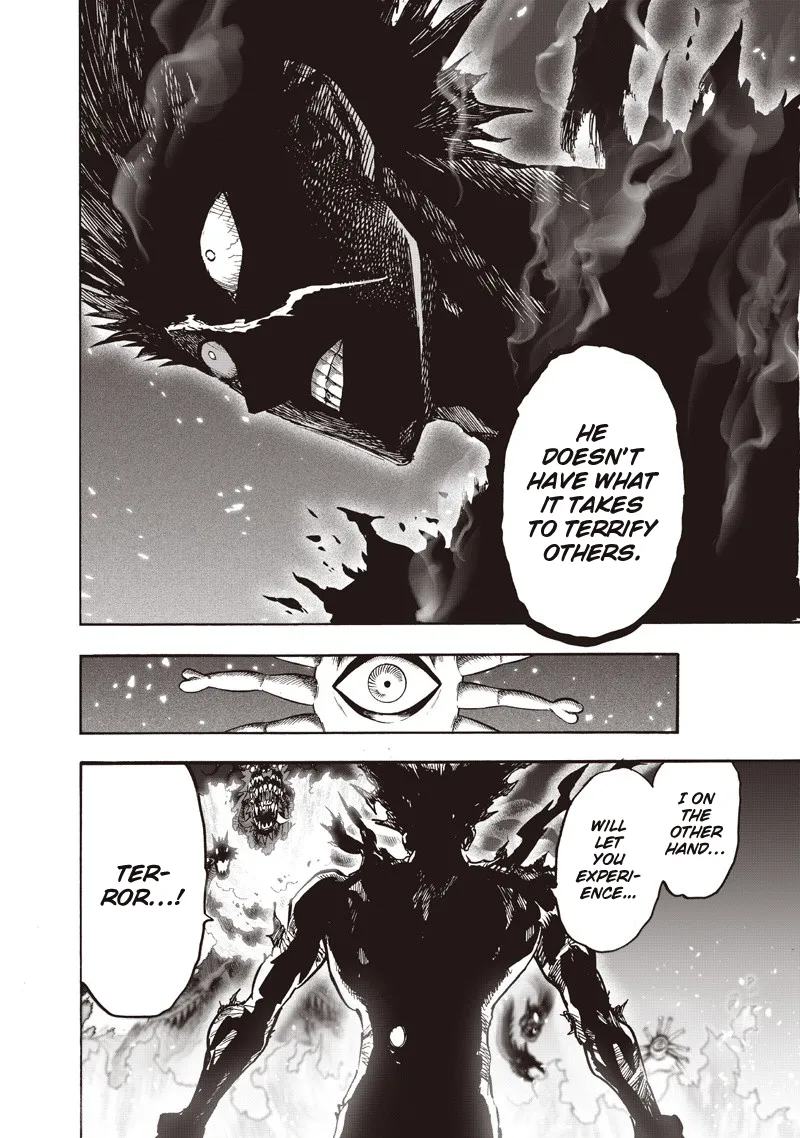 HE
DOESN'T
HAVE WHAT
IT TAKES
TO TERRIFY
OTHERS.
I ON
THE
OTHER
HAND...
WILL
LET
YOU
EXPERI-
ENCE...
TER-
ROR...!